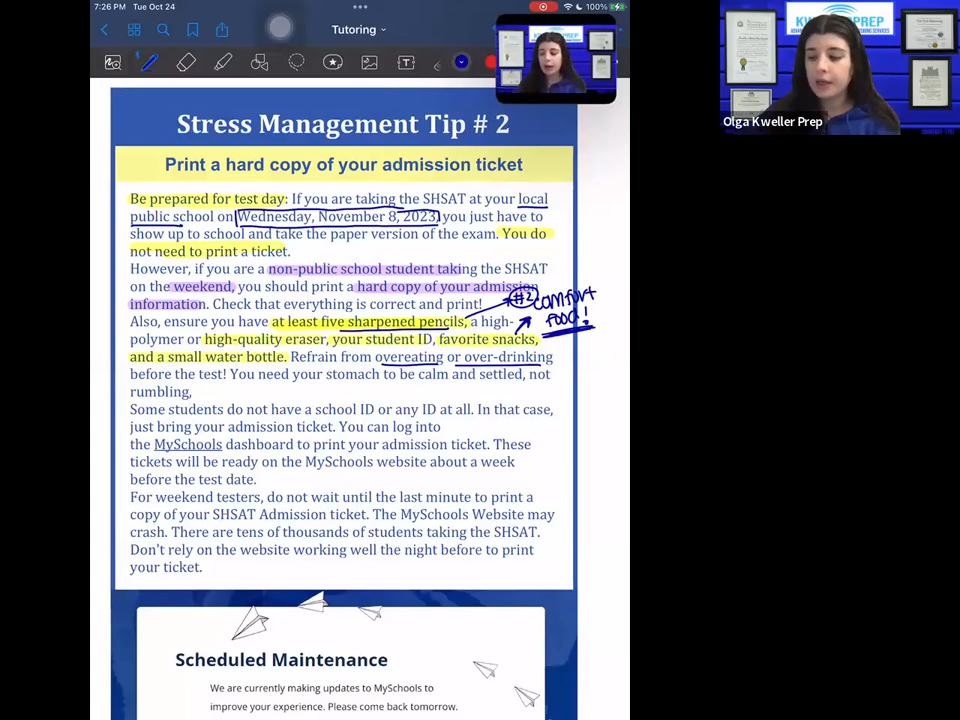 7:26 PM Tue Oct 24
100%
Tutoring
KWELLER PREP
Olga Kweller Prep
Stress Management Tip # 2
Print a hard copy of your admission ticket
Be prepared for test day: If you are taking the SHSAT at your local
public school on Wednesday, November 8, 2023, you just have to
show up to school and take the paper version of the exam. You do
not need to print a ticket.
However, if you are a non-public school student taking the SHSAT
on the weekend, you should print a hard copy of your admission
information. Check that everything is correct and print!
#2 comfort
food!
Also, ensure you have at least five sharpened pencils, a high-
polymer or high-quality eraser, your student ID, favorite snacks,
and a small water bottle. Refrain from overeating or over-drinking
before the test! You need your stomach to be calm and settled, not
rumbling,
Some students do not have a school ID or any ID at all. In that case,
just bring your admission ticket. You can log into
the MySchools dashboard to print your admission ticket. These
tickets will be ready on the MySchools website about a week
before the test date.
For weekend testers, do not wait until the last minute to print a
copy of your SHSAT Admission ticket. The MySchools Website may
crash. There are tens of thousands of students taking the SHSAT.
Don't rely on the website working well the night before to print
your ticket.
Scheduled Maintenance
We are currently making updates to MySchools to
improve your experience. Please come back tomorrow.